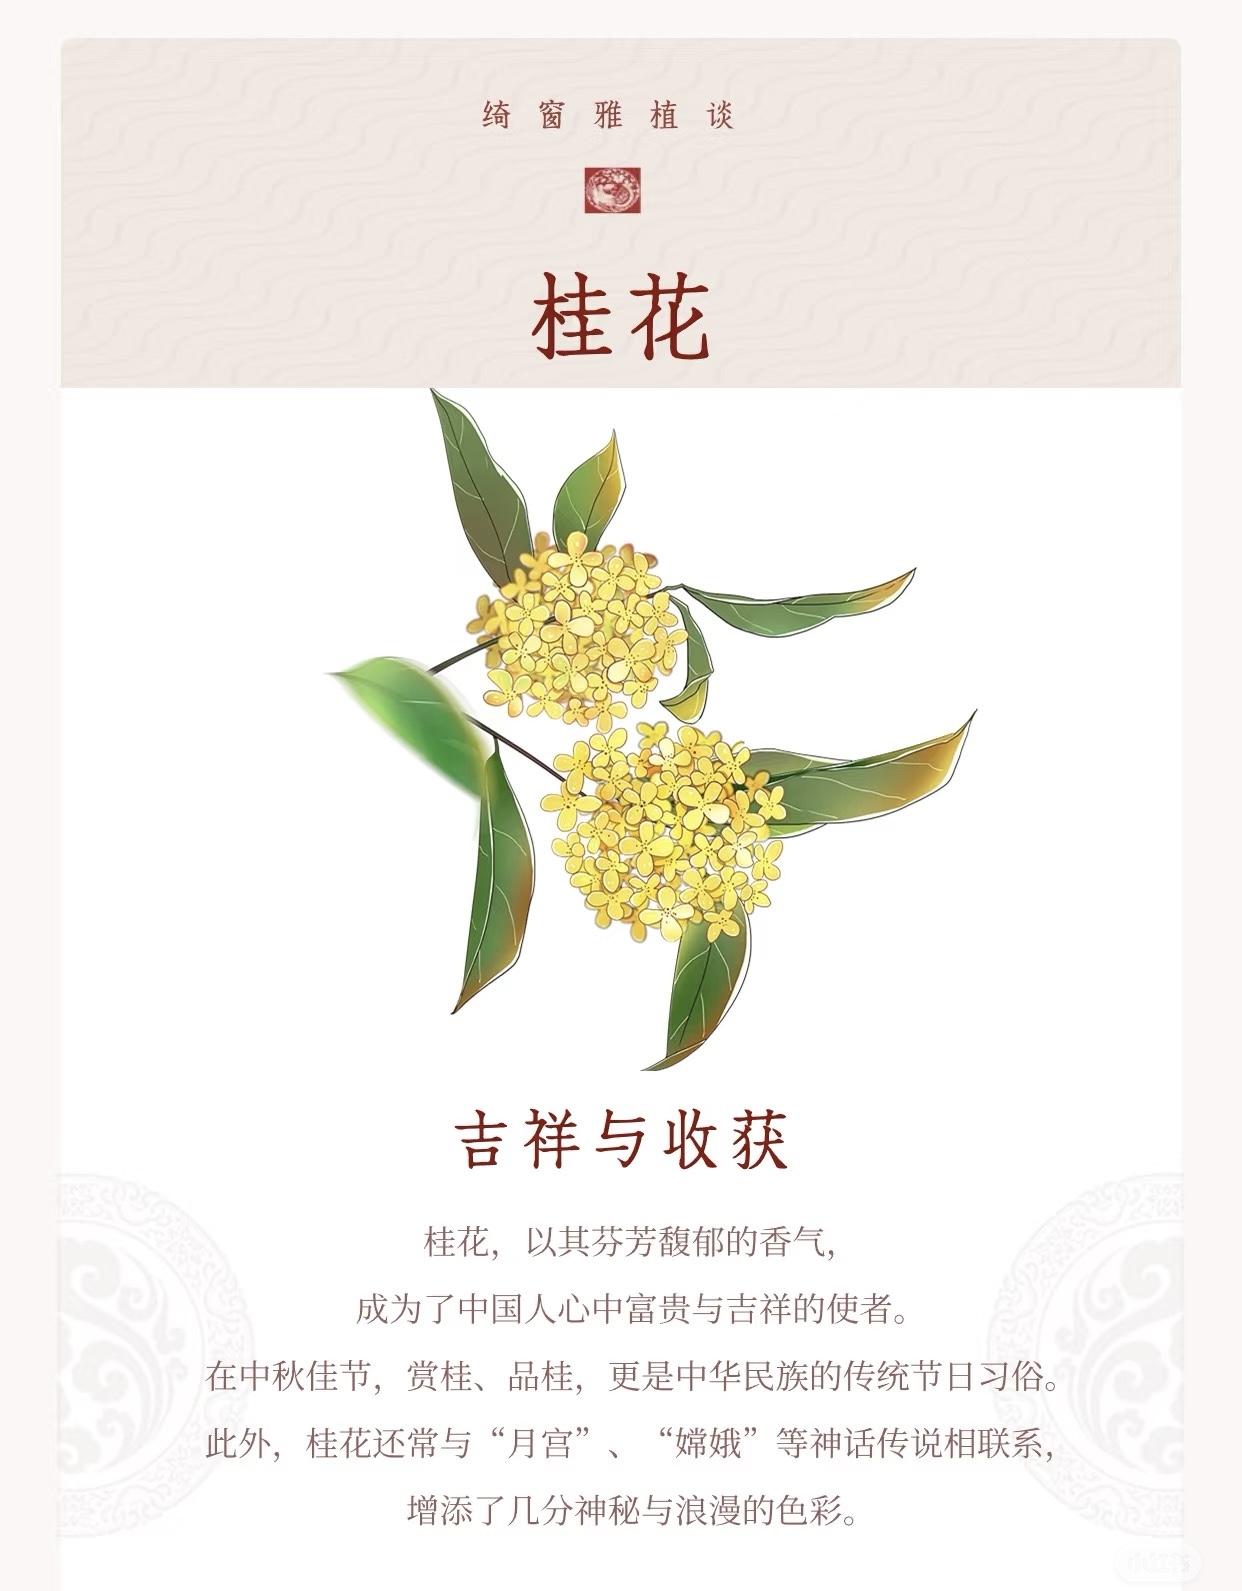 绮窗雅植谈
桂花
吉祥与收获
桂花，以其芬芳馥郁的香气，
成为了中国人心中富贵与吉祥的使者。
在中秋佳节，赏桂、品桂，更是中华民族的传统节日习俗。
此外，桂花还常与“月宫”、“嫦娥”等神话传说相联系，
增添了几分神秘与浪漫的色彩。